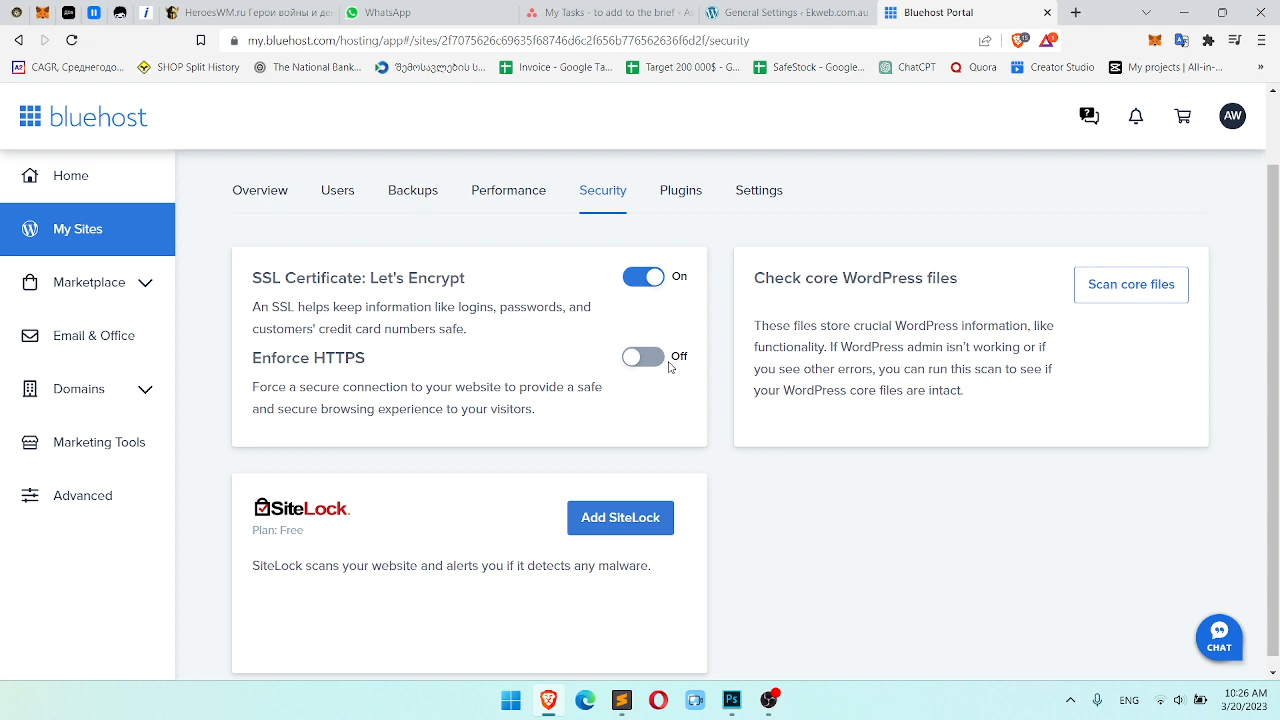 HeroesWM.ru Герои войны и ден
WhatsApp
My Tasks - to add to the brief - As
General Settings ‹ Ekweb.com.au
Bluehost Portal
my.bluehost.com/hosting/app#/sites/2f7075626c69635f68746d6c2f656b776562636f6d2f/security
15
1
CAGR, Среднегодо...
SHOP Split History
The National Bank...
Invoice - Google Ta...
Target 200 000$ - G...
SafeStock - Google...
ChatCPT
Quora
Creator Studio
My projects | All-in-...
»
bluehost
AW
Home
My Sites
Marketplace
Email & Office
Domains
Marketing Tools
Advanced
Overview
Users
Backups
Performance
Security
Plugins
Settings
SSL Certificate: Let's Encrypt
On
An SSL helps keep information like logins, passwords, and
customers' credit card numbers safe.
Enforce HTTPS
Off
Force a secure connection to your website to provide a safe
and secure browsing experience to your visitors.
Check core WordPress files
Scan core files
These files store crucial WordPress information, like
functionality. If WordPress admin isn't working or if
you see other errors, you can run this scan to see if
your WordPress core files are intact.
SiteLock.
Plan: Free
Add SiteLock
SiteLock scans your website and alerts you if it detects any malware.
CHAT
Ps
ENG
10:26 AM
3/20/2023